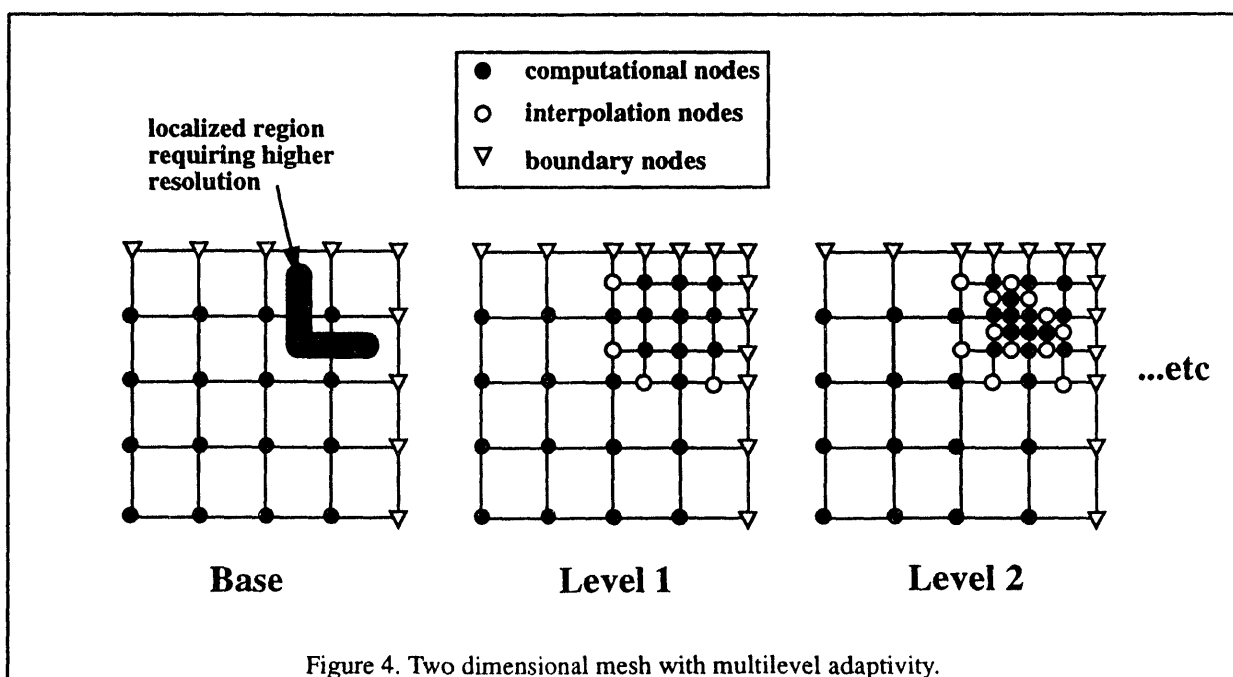 computational nodes
interpolation nodes
boundary nodes
localized region
requiring higher
resolution
...etc
Base
Level 1
Level 2
Figure 4. Two dimensional mesh with multilevel adaptivity.